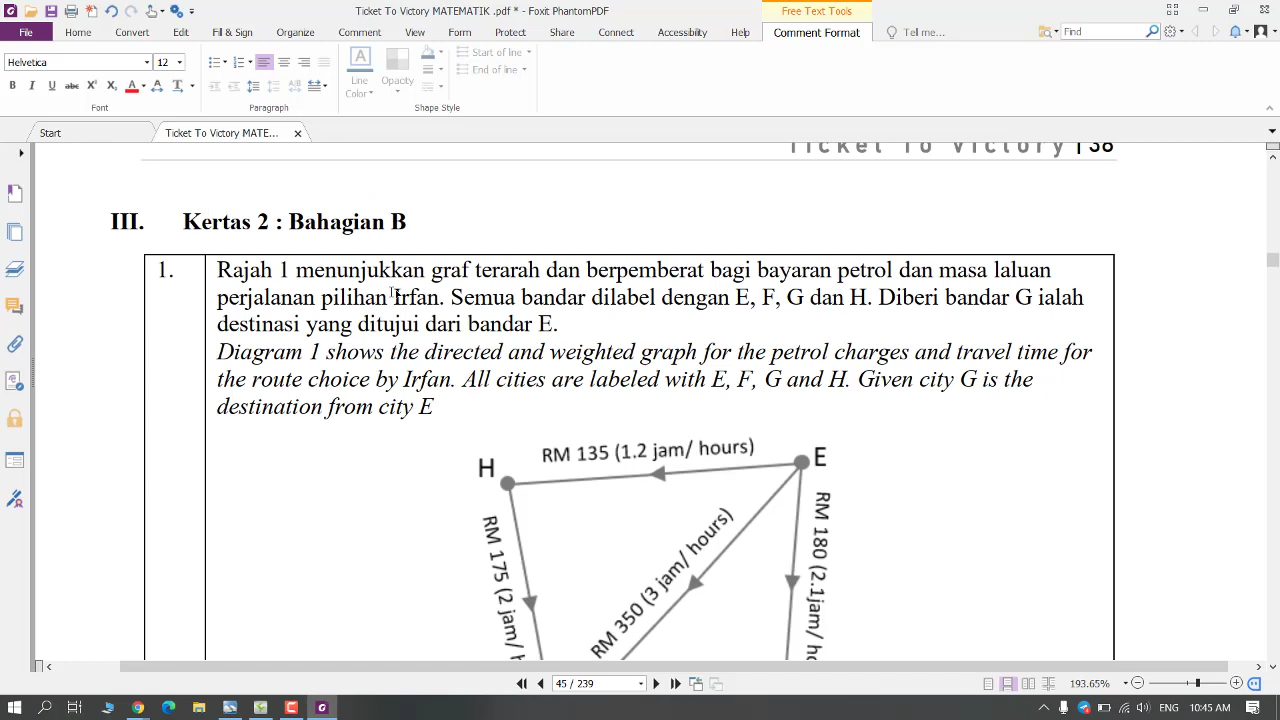 Ticket To Victory MATEMATIK .pdf * - Foxit PhantomPDF
Free Text Tools
File Home Convert Edit Fill & Sign Organize Comment View Form Protect Share Connect Accessibility Help Comment Format Tell me... Find
Helvetica 12
Line Color
Opacity
Start of line
End of line
Font Paragraph Shape Style
Start Ticket To Victory MATE...
Ticket To Victory | 38
III. Kertas 2 : Bahagian B
1. Rajah 1 menunjukkan graf terarah dan berpemberat bagi bayaran petrol dan masa laluan
perjalanan pilihan Irfan. Semua bandar dilabel dengan E, F, G dan H. Diberi bandar G ialah
destinasi yang ditujui dari bandar E.
Diagram 1 shows the directed and weighted graph for the petrol charges and travel time for
the route choice by Irfan. All cities are labeled with E, F, G and H. Given city G is the
destination from city E
H
RM 135 (1.2 jam/ hours)
E
RM 175 (2 jam/
RM 350 (3 jam/ hours)
RM 180 (2.1jam/
45 / 239
193.65%
ENG 10:45 AM